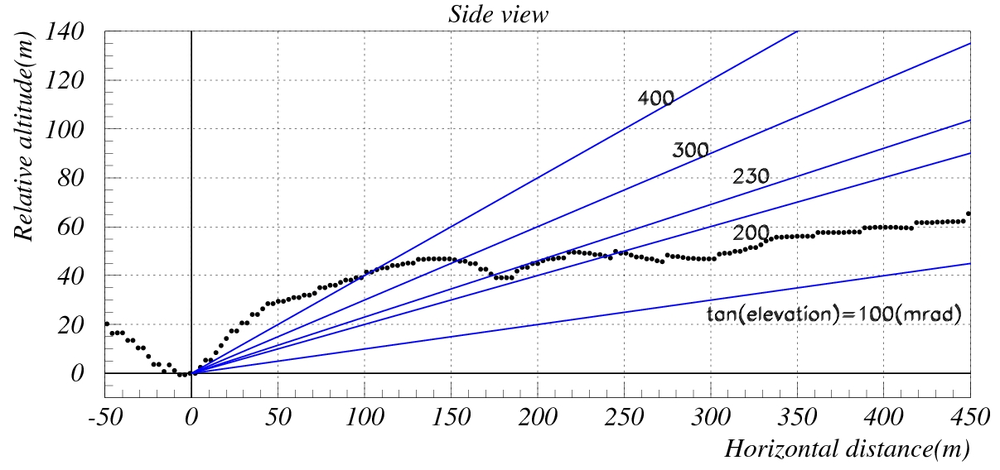 Side view
Relative altitude(m)
140
120
100
80
60
40
20
0
400
300
230
200
tan(elevation)=100(mrad)
-50 0 50 100 150 200 250 300 350 400 450
Horizontal distance(m)